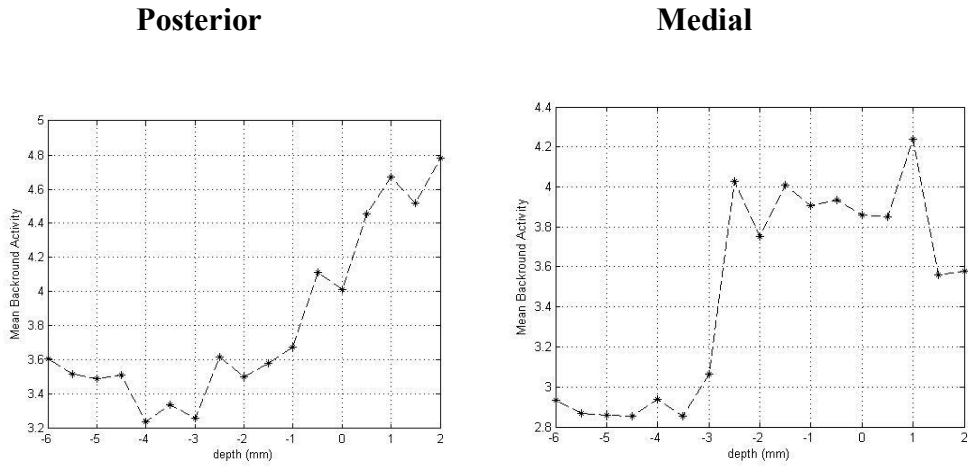 Posterior
Medial
5
4.8
4.6
4.4
4.2
4
3.8
3.6
3.4
3.2
Mean Backround Activity
-6 -5 -4 -3 -2 -1 0 1 2
depth (mm)
4.4
4.2
4
3.8
3.6
3.4
3.2
3
2.8
Mean Backround Activity
-6 -5 -4 -3 -2 -1 0 1 2
depth (mm)